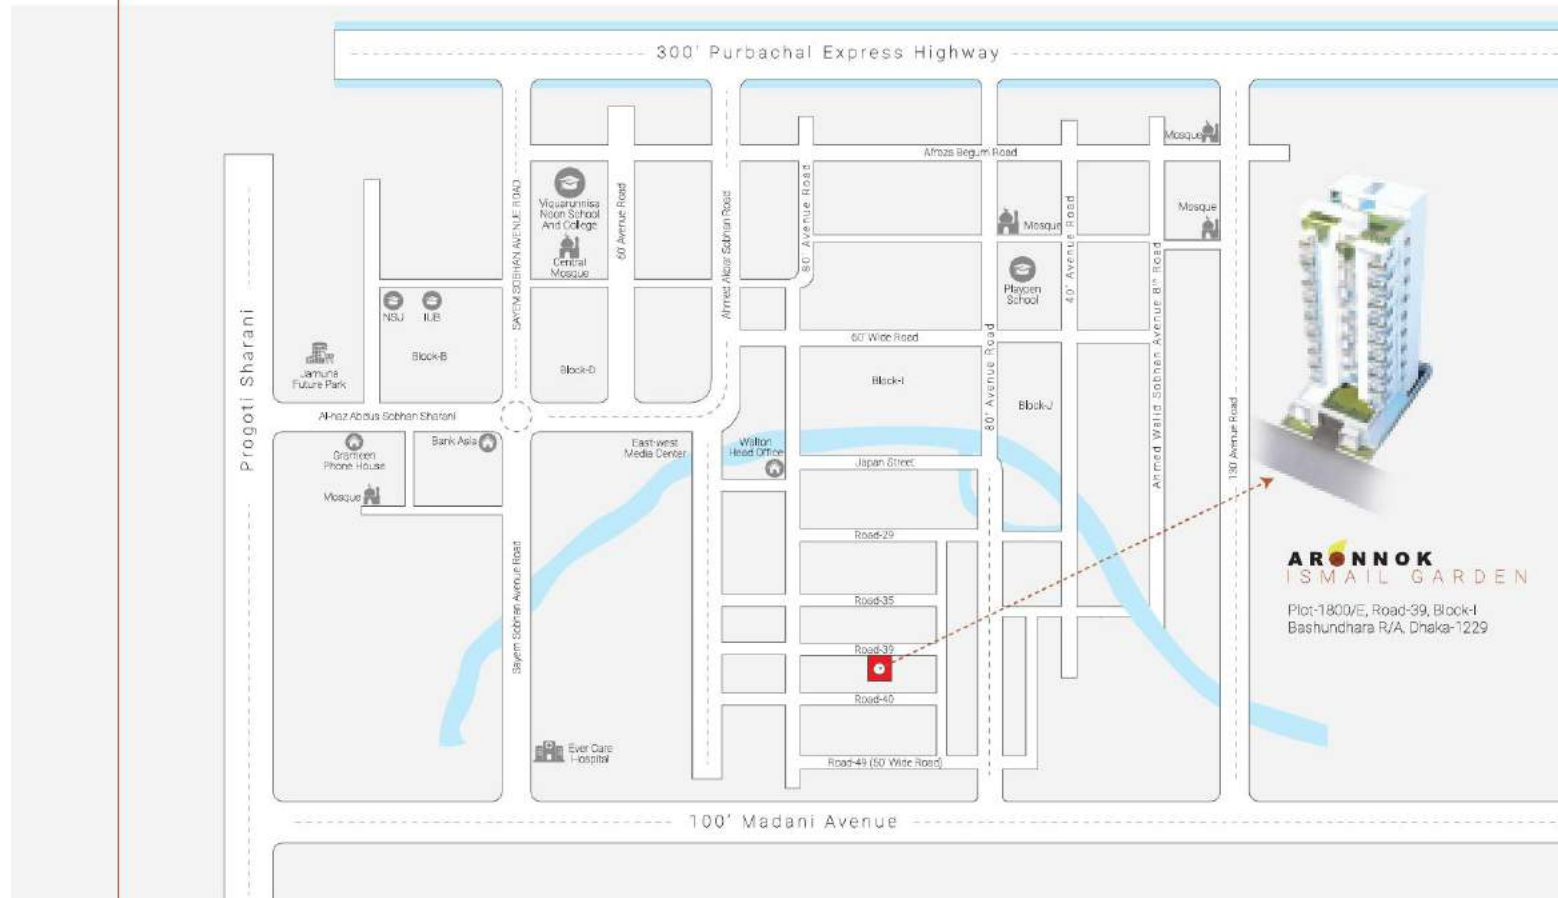 300' Purbachal Express Highway
Mosque
Afroza Begum Road
Viqarunnisa
Noon School
And College
Central
Mosque
SAYEM SOBHAN AVENUE ROAD
60' Avenue Road
Ahmed Akbar Sobhan Road
80' Avenue Road
Mosque
Mosque
40' Avenue Road
Playpen
School
Ahmed Walid Sobhan Avenue 8th Road
NSU
IUB
Block-B
Jamuna
Future Park
Block-D
60' Wide Road
Block-I
Block-J
80' Avenue Road
130' Avenue Road
Progoti Sharani
Al-haz Abdus Sobhan Sharani
Grameen
Phone House
Bank Asia
Mosque
East-west
Media Center
Walton
Head Office
Japan Street
Road-29
Road-35
Road-39
Road-40
Road-49 (50' Wide Road)
Sayem Sobhan Avenue Road
Ever Care
Hospital
100' Madani Avenue
ARONNOK
ISMAIL GARDEN
Plot-1800/E, Road-39, Block-I
Bashundhara R/A, Dhaka-1229